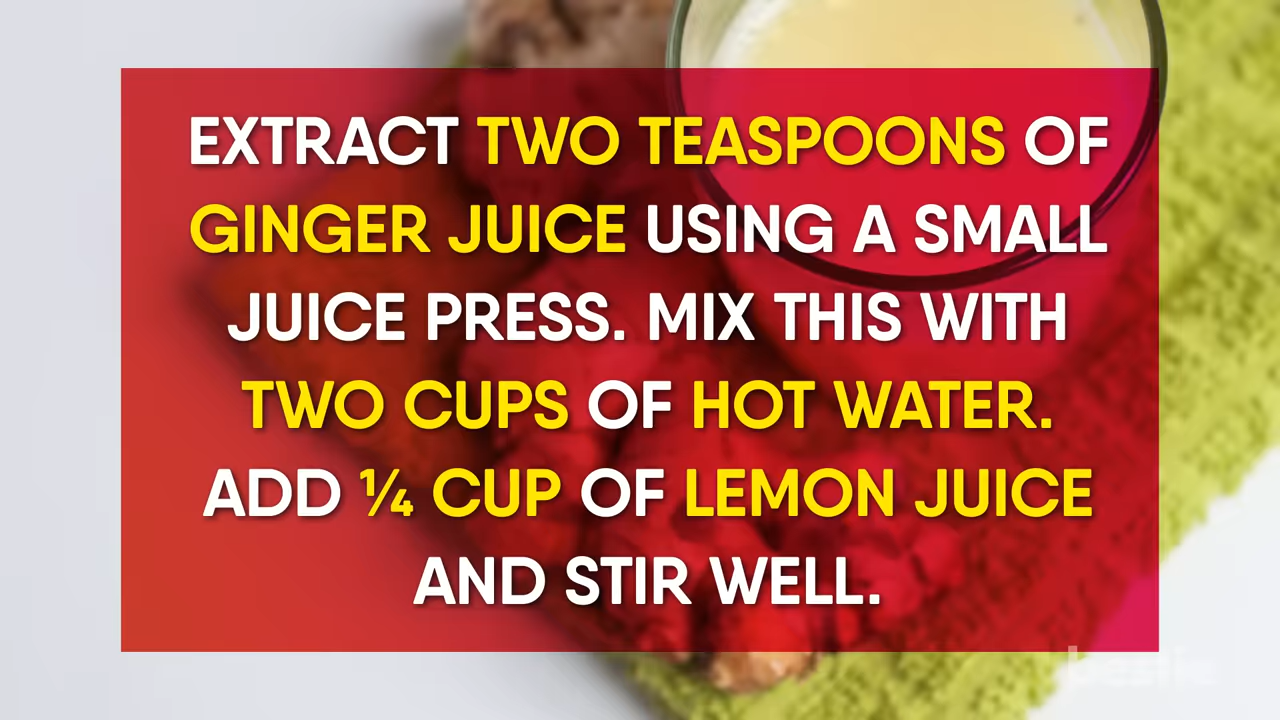 EXTRACT TWO TEASPOONS OF
GINGER JUICE USING A SMALL
JUICE PRESS. MIX THIS WITH
TWO CUPS OF HOT WATER.
ADD ¼ CUP OF LEMON JUICE
AND STIR WELL.
bestie